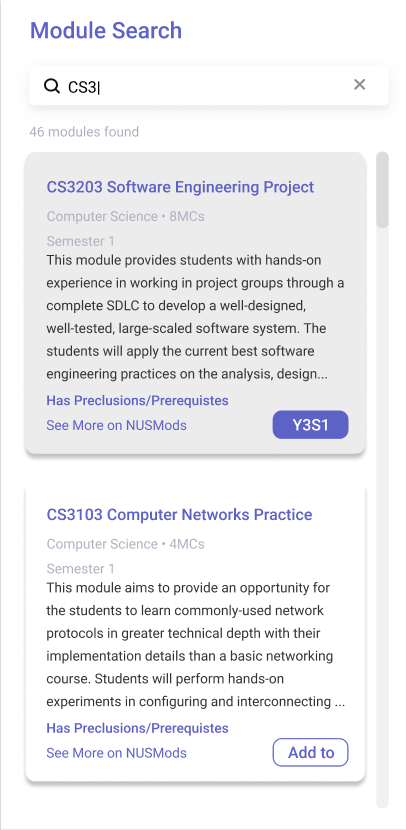 Module Search
CS3|
46 modules found
CS3203 Software Engineering Project
Computer Science • 8MCs
Semester 1
This module provides students with hands-on
experience in working in project groups through a
complete SDLC to develop a well-designed,
well-tested, large-scaled software system. The
students will apply the current best software
engineering practices on the analysis, design...
Has Preclusions/Prerequistes
See More on NUSMods
Y3S1
CS3103 Computer Networks Practice
Computer Science • 4MCs
Semester 1
This module aims to provide an opportunity for
the students to learn commonly-used network
protocols in greater technical depth with their
implementation details than a basic networking
course. Students will perform hands-on
experiments in configuring and interconnecting ...
Has Preclusions/Prerequistes
See More on NUSMods
Add to